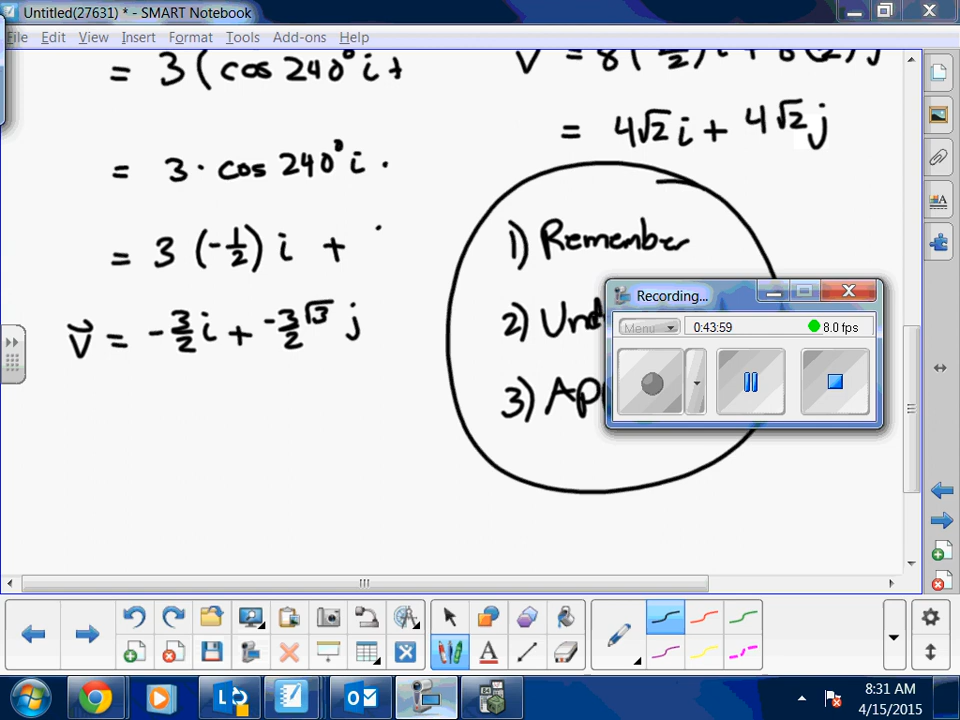 Untitled(27631) * - SMART Notebook
File Edit View Insert Format Tools Add-ons Help
= 3 (cos 240° i +
= 3 · cos 240° i ·
= 3 (-1/2) i +
v = -3/2 i + -3/2 √3 j
= 4√2 i + 4√2 j
1) Remember
2) Und
3) Ap
Recording...
Menu 0:43:59 8.0 fps
8:31 AM
4/15/2015